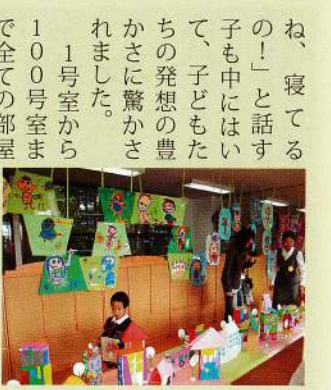 ね、寝てる
の！」と話す
子も中にはい
て、子どもた
ちの発想の豊
かさに驚かさ
れました。
１号室から
１００号室ま
で全ての部屋